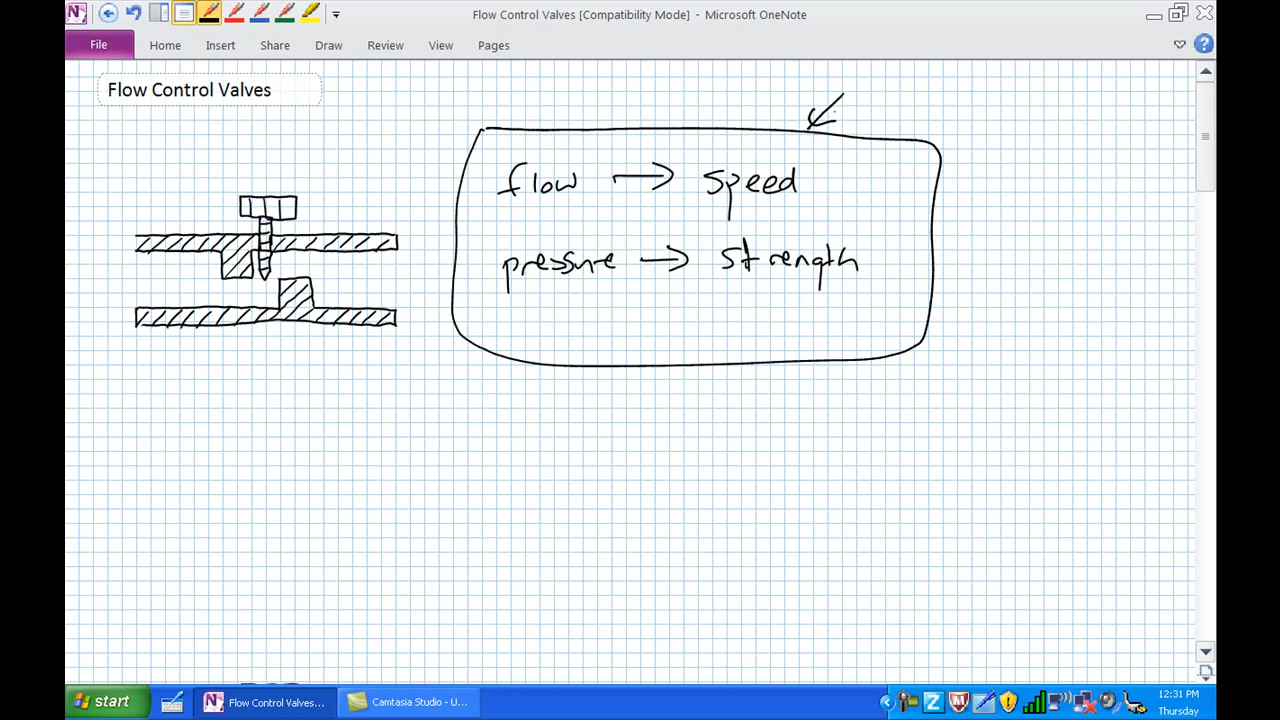 Flow Control Valves [Compatibility Mode] - Microsoft OneNote
File Home Insert Share Draw Review View Pages
Flow Control Valves
flow → speed
pressure → strength
start Flow Control Valves... Camtasia Studio - U... 12:31 PM
Thursday